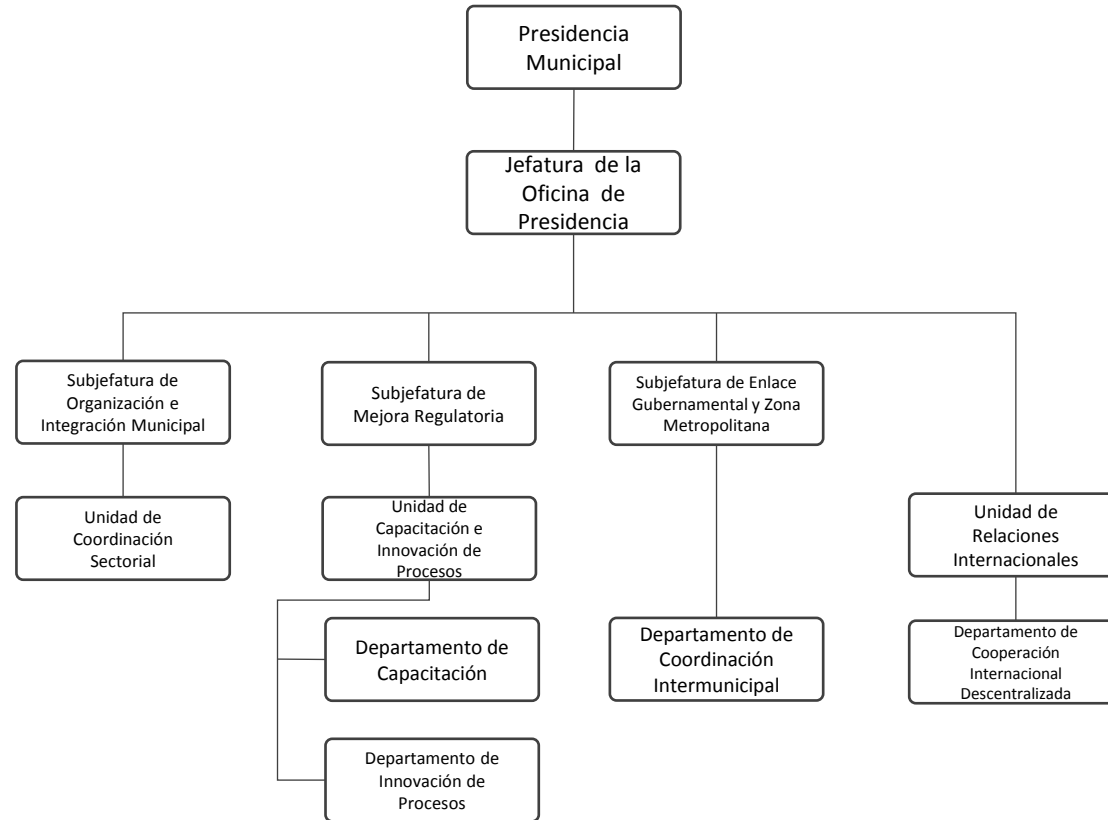 Presidencia
Municipal
Jefatura de la
Oficina de
Presidencia
Subjefatura de
Organización e
Integración Municipal
Subjefatura de
Mejora Regulatoria
Subjefatura de Enlace
Gubernamental y Zona
Metropolitana
Unidad de
Coordinación
Sectorial
Unidad de
Capacitación e
Innovación de
Procesos
Unidad de
Relaciones
Internacionales
Departamento de
Capacitación
Departamento de
Coordinación
Intermunicipal
Departamento de
Cooperación
Internacional
Descentralizada
Departamento de
Innovación de
Procesos